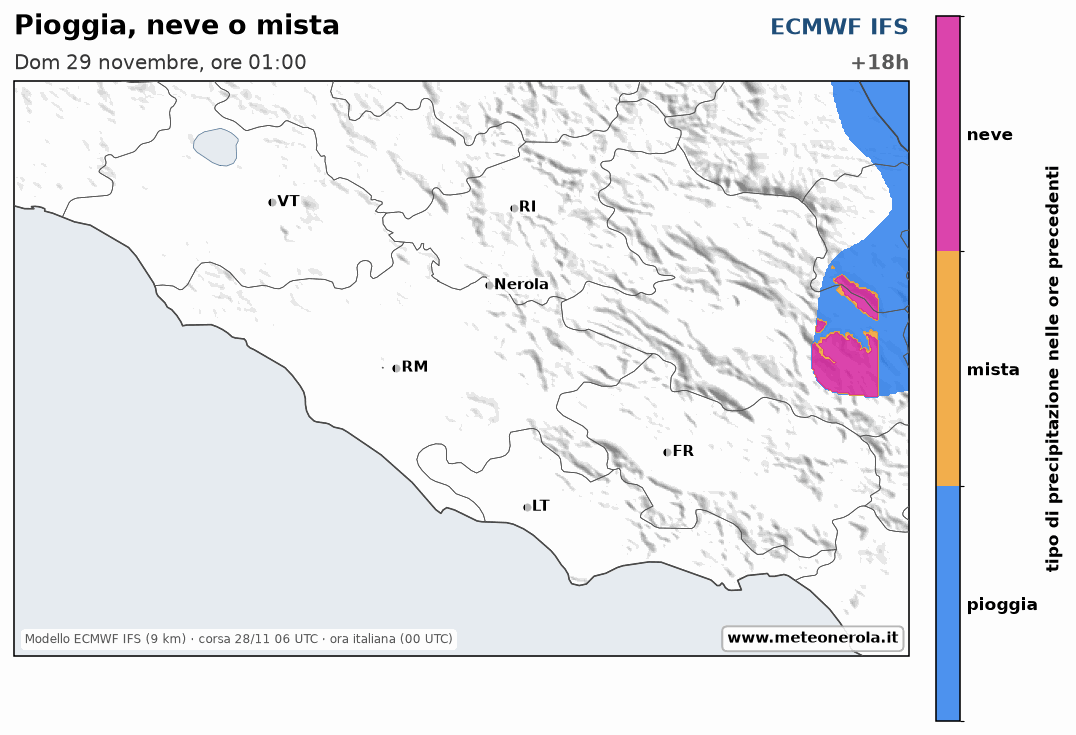 Pioggia, neve o mista
ECMWF IFS
Dom 29 novembre, ore 01:00
+18h
neve
mista
pioggia
tipo di precipitazione nelle ore precedenti
VT
RI
Nerola
RM
FR
LT
Modello ECMWF IFS (9 km) · corsa 28/11 06 UTC · ora italiana (00 UTC)
www.meteonerola.it